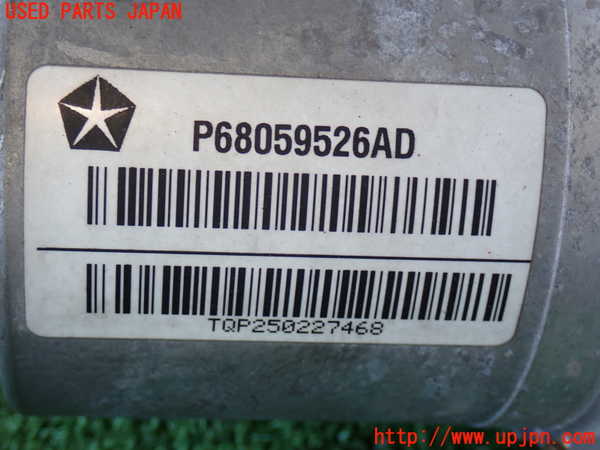 USED PARTS JAPAN
P68059526AD
TQP250227468
http://www.upjpn.com/